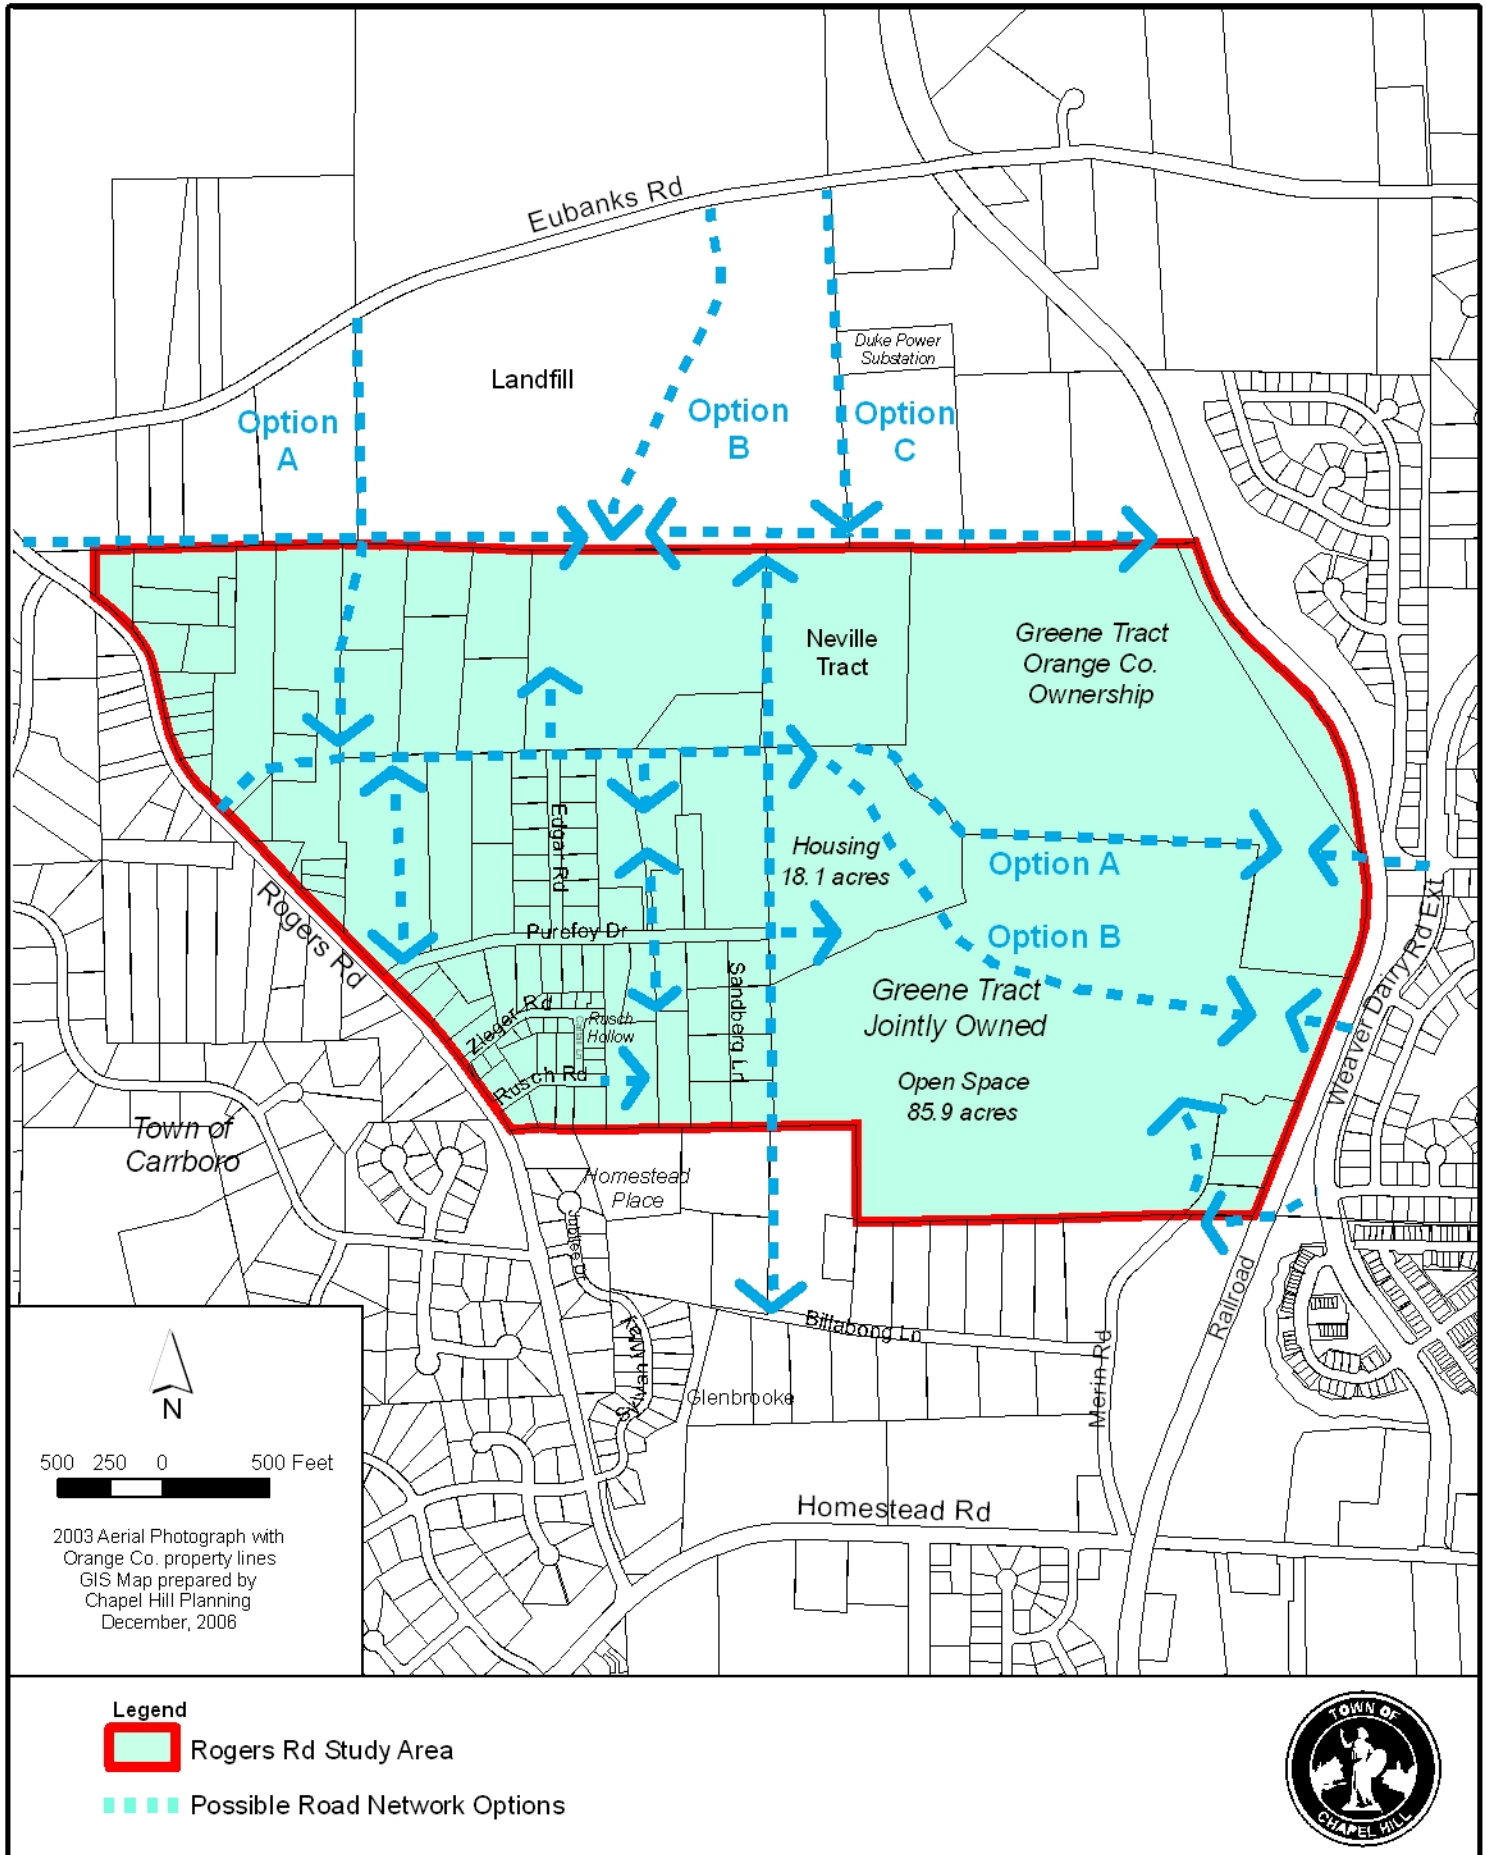 Eubanks Rd
Duke Power
Substation
Landfill
Option
A
Option
B
Option
C
Neville
Tract
Greene Tract
Orange Co.
Ownership
Edgar Rd
Housing
18.1 acres
Option A
Option B
Rogers Rd
Purefoy Dr
Sandberg Ln
Weaver Dairy Rd Ext
Zieger Rd
Rusch
Hollow
Rusch Rd
Greene Tract
Jointly Owned
Open Space
85.9 acres
Town of
Carrboro
Homestead
Place
Jubilee Dr
Billabong Ln
Merin Rd
Railroad
Sylvan Way
Glenbrooke
Homestead Rd
N
500 250 0 500 Feet
2003 Aerial Photograph with
Orange Co. property lines
GIS Map prepared by
Chapel Hill Planning
December, 2006
Legend
Rogers Rd Study Area
Possible Road Network Options
TOWN OF
CHAPEL HILL